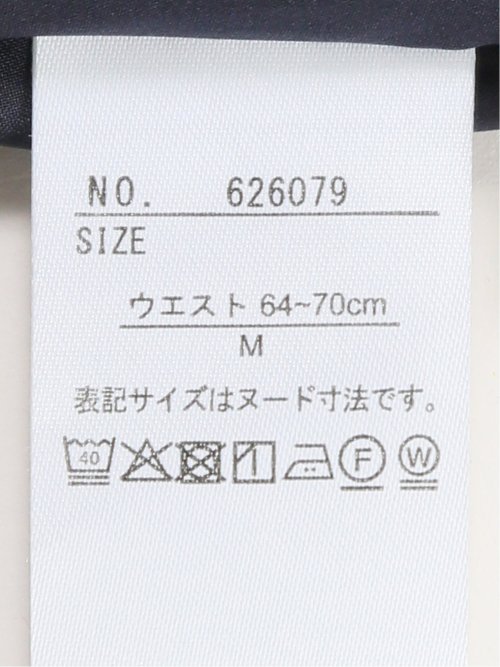 NO. 626079
SIZE
ウエスト 64~70cm
M
表記サイズはヌード寸法です。
40 F W